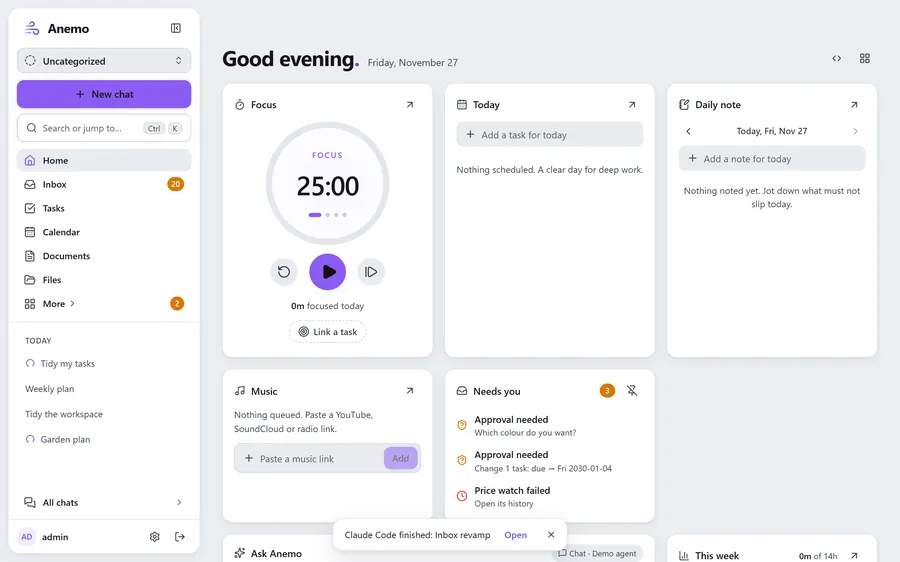 Anemo
Uncategorized
New chat
Search or jump to... Ctrl K
Home
Inbox 20
Tasks
Calendar
Documents
Files
More 2
TODAY
Tidy my tasks
Weekly plan
Tidy the workspace
Garden plan
All chats
AD admin
Good evening. Friday, November 27
Focus
FOCUS
25:00
0m focused today
Link a task
Today
Add a task for today
Nothing scheduled. A clear day for deep work.
Daily note
Today, Fri, Nov 27
Add a note for today
Nothing noted yet. Jot down what must not
slip today.
Music
Nothing queued. Paste a YouTube,
SoundCloud or radio link.
Paste a music link Add
Needs you 3
Approval needed
Which colour do you want?
Approval needed
Change 1 task: due → Fri 2030-01-04
Price watch failed
Open its history
Claude Code finished: Inbox revamp Open
Ask Anemo
Chat · Demo agent
This week 0m of 14h